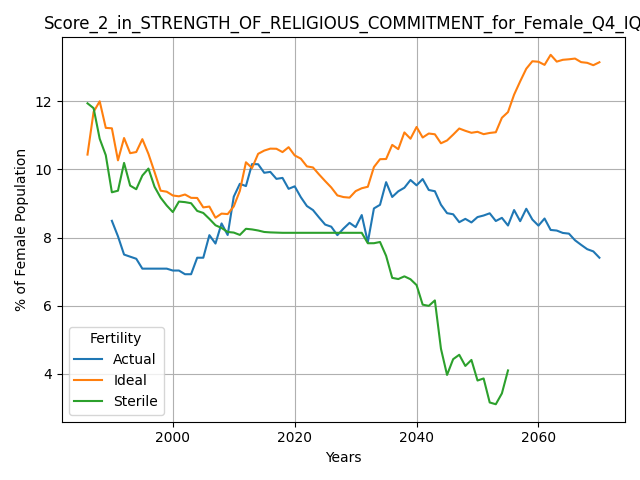 Score_2_in_STRENGTH_OF_RELIGIOUS_COMMITMENT_for_Female_Q4_IQ
% of Female Population
12
10
8
6
4
Fertility
Actual
Ideal
Sterile
2000 2020 2040 2060
Years